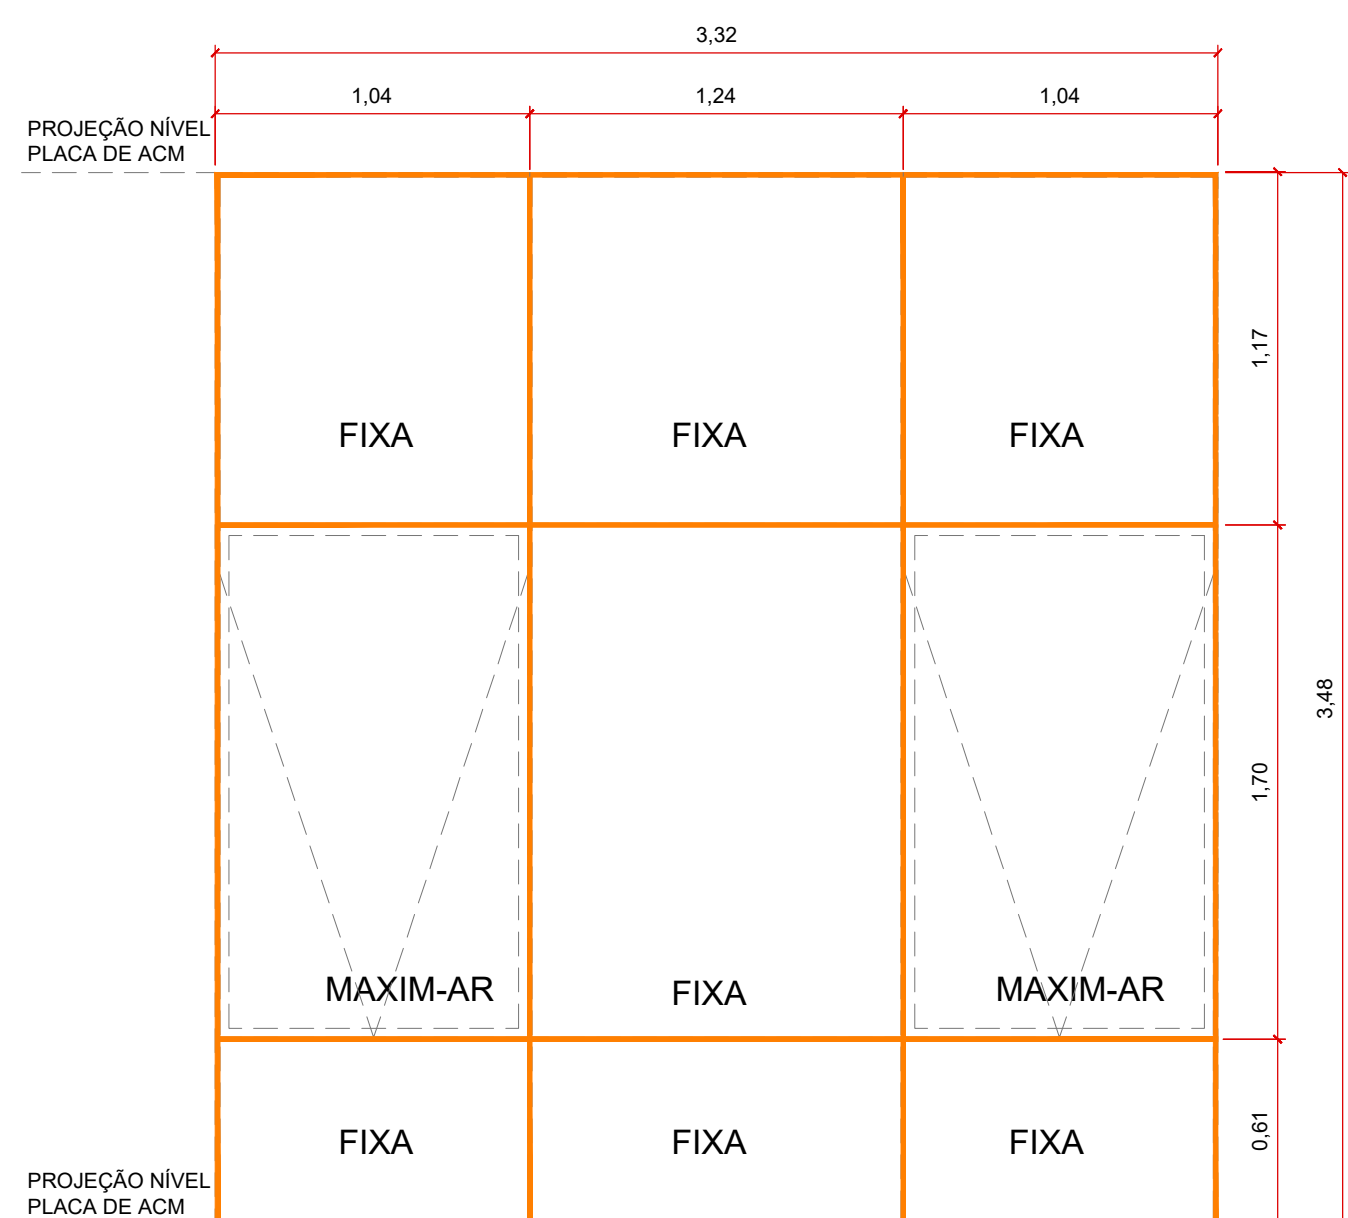 3,32
1,04
1,24
1,04
PROJEÇÃO NÍVEL
PLACA DE ACM
1,17
FIXA
FIXA
FIXA
3,48
1,70
MAXIM-AR
FIXA
MAXIM-AR
0,61
FIXA
FIXA
FIXA
PROJEÇÃO NÍVEL
PLACA DE ACM